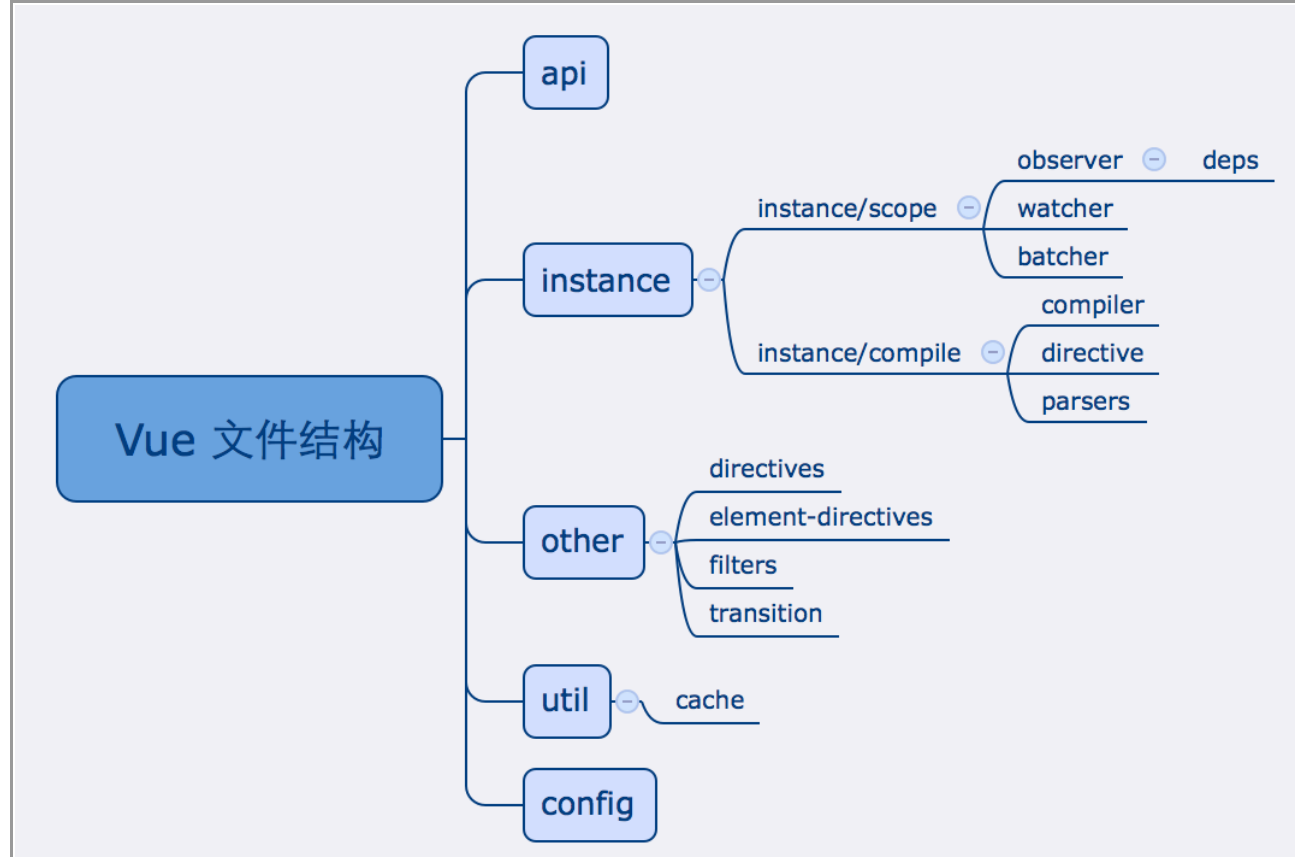 Vue 文件结构
api
instance
instance/scope
observer
deps
watcher
batcher
instance/compile
compiler
directive
parsers
other
directives
element-directives
filters
transition
util
cache
config